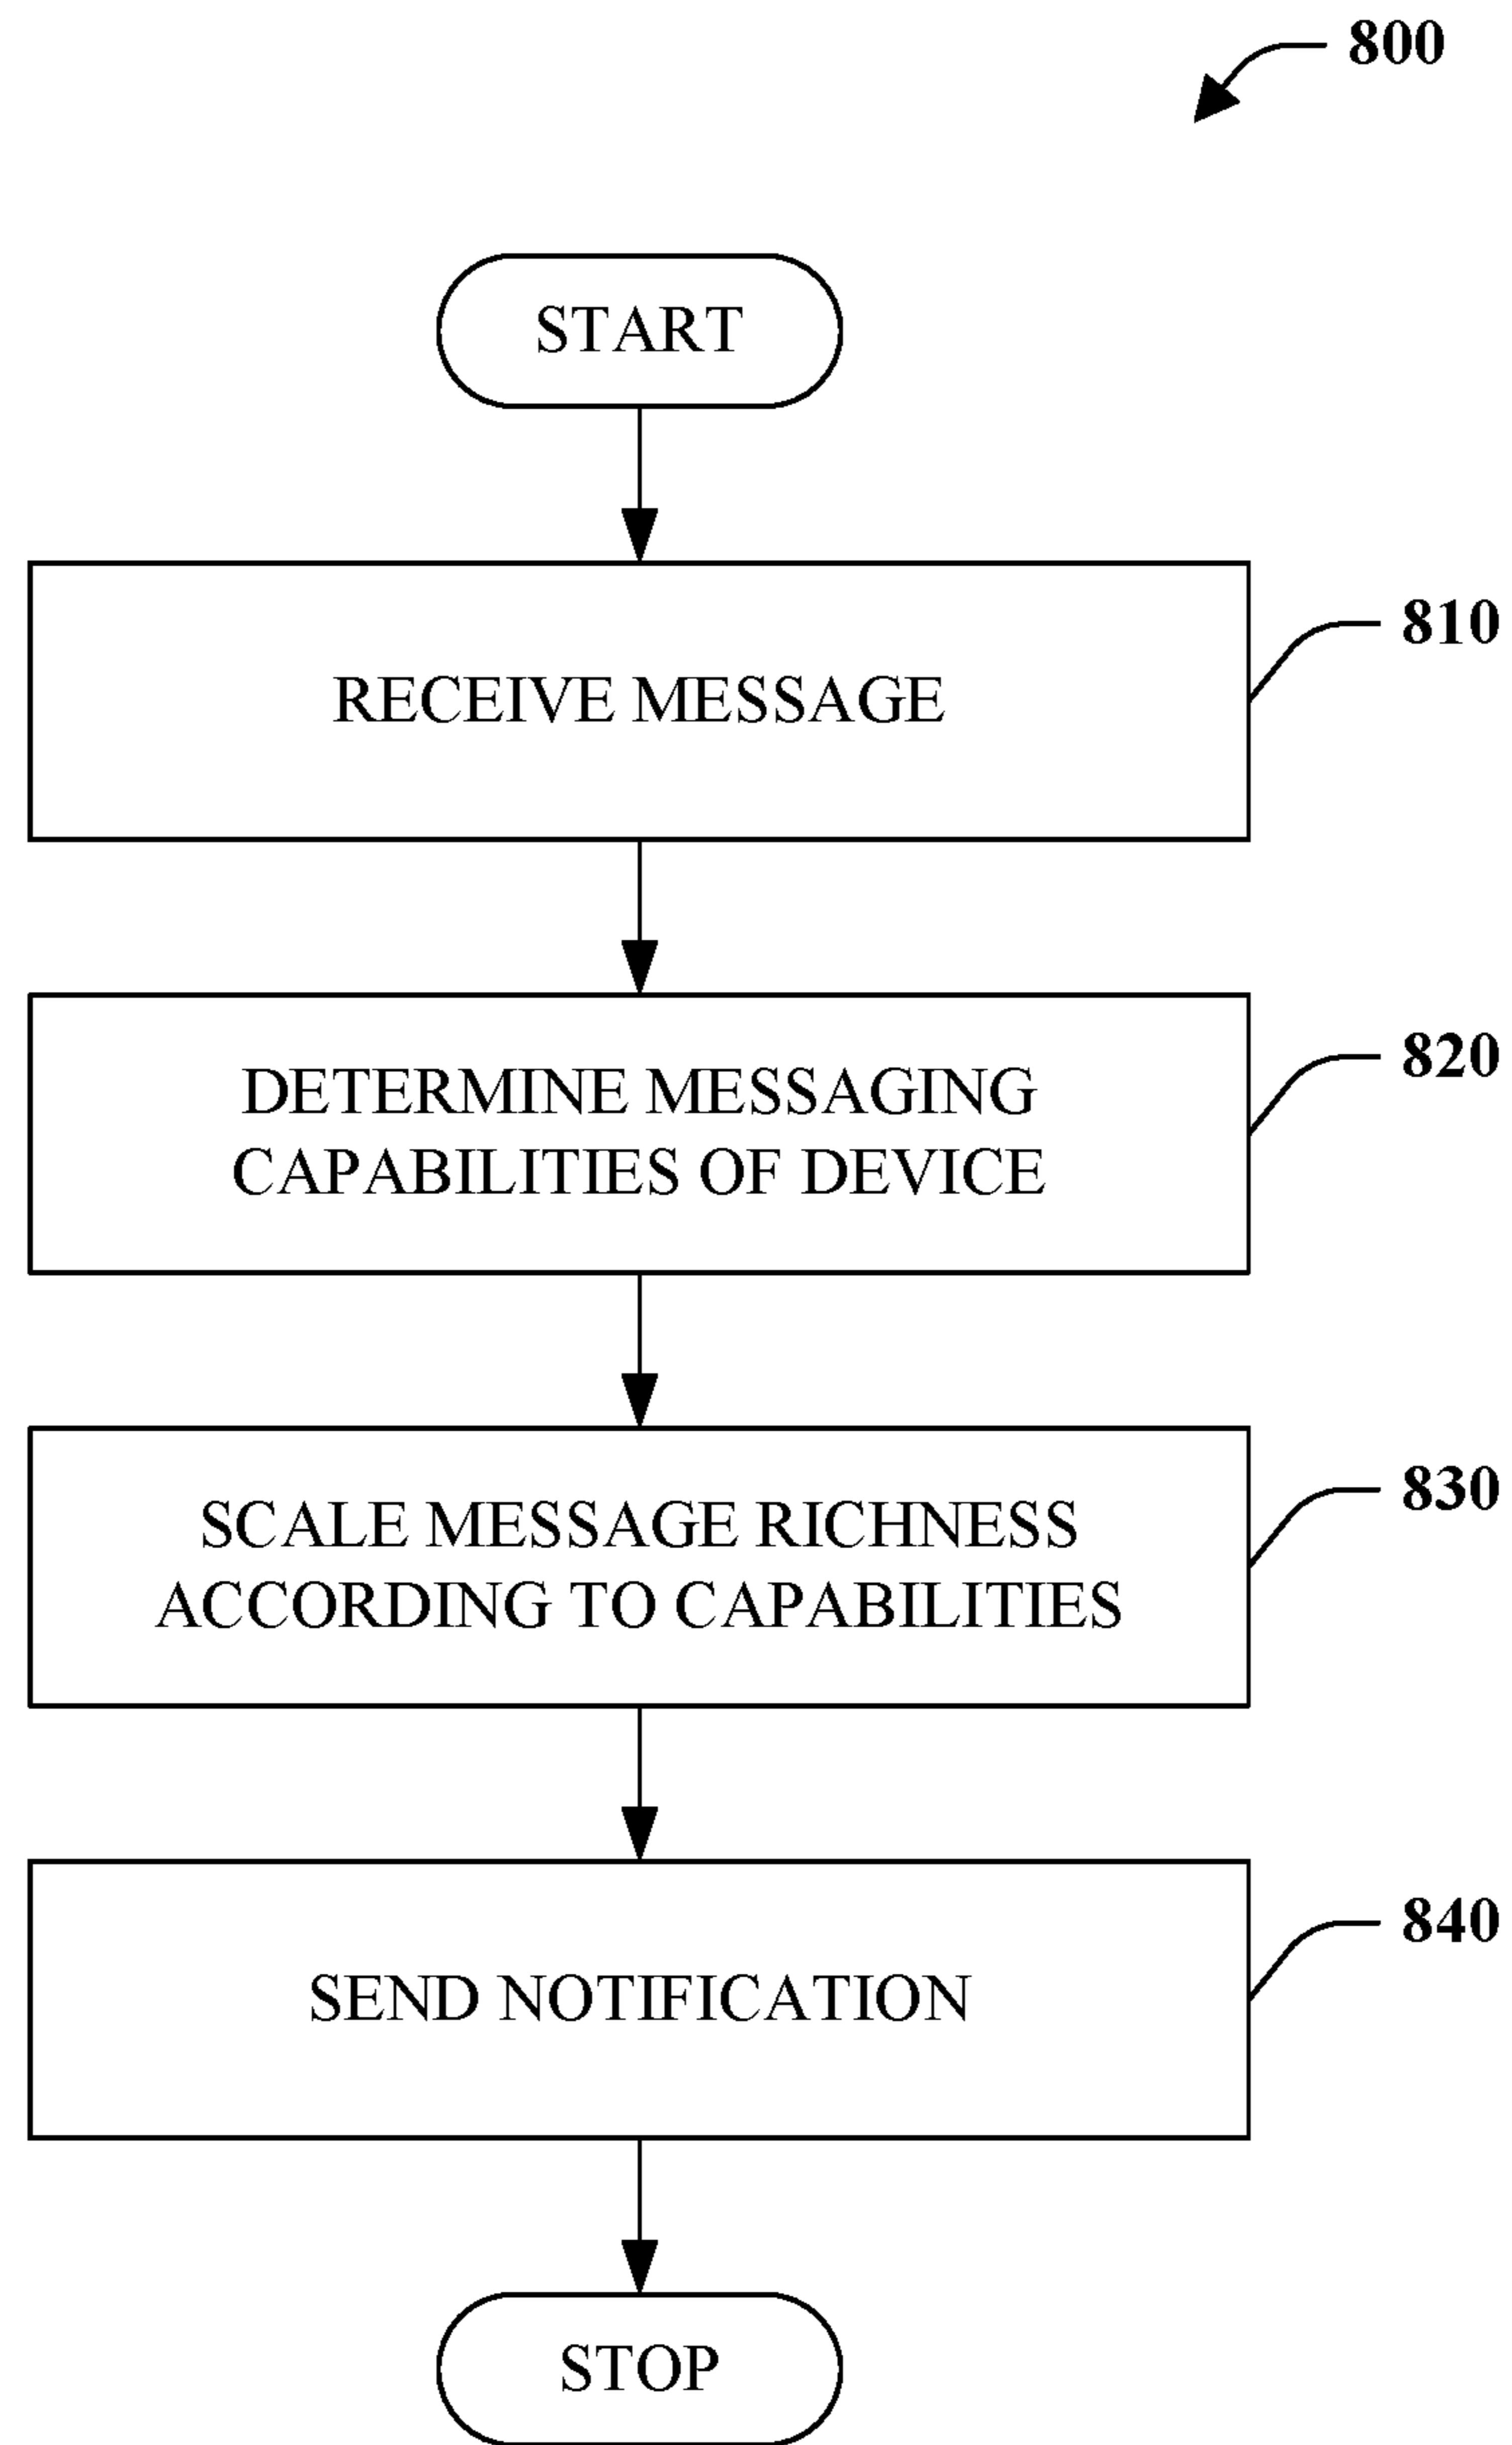 800
START
RECEIVE MESSAGE
810
DETERMINE MESSAGING
CAPABILITIES OF DEVICE
820
SCALE MESSAGE RICHNESS
ACCORDING TO CAPABILITIES
830
SEND NOTIFICATION
840
STOP